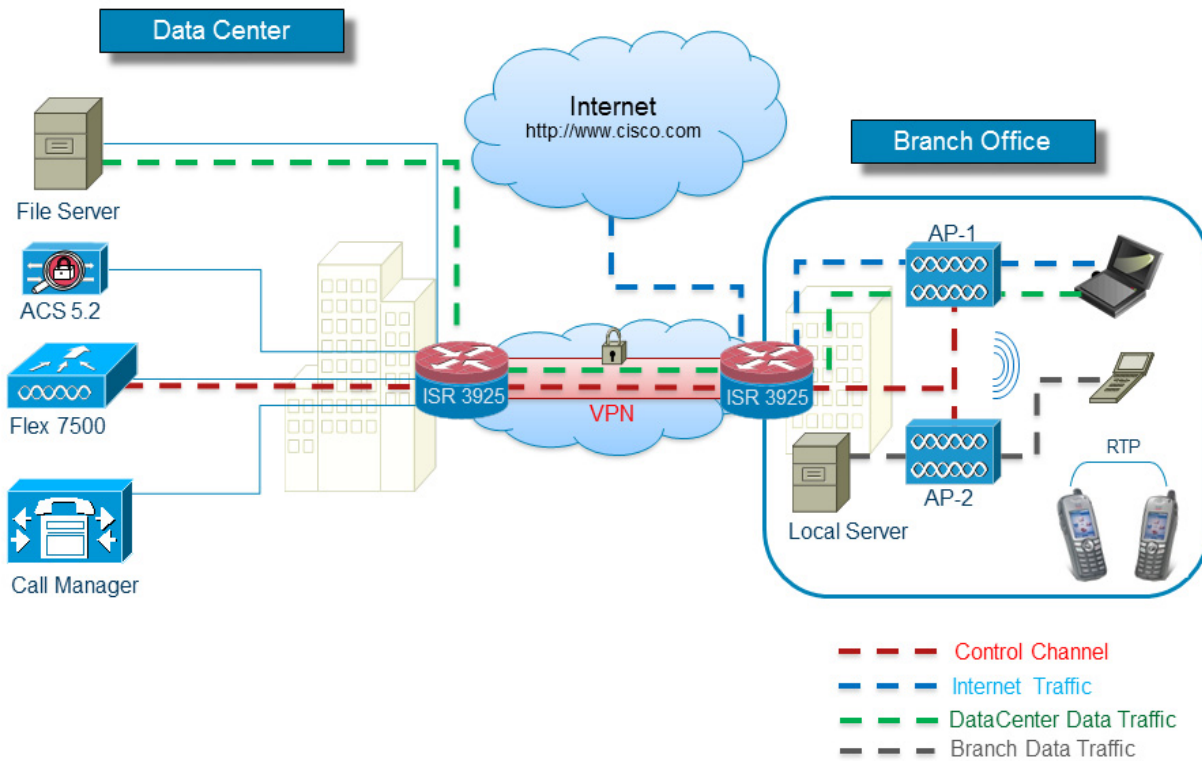 Data Center
Internet
http://www.cisco.com
Branch Office
File Server
AP-1
ACS 5.2
ISR 3925
ISR 3925
VPN
Flex 7500
AP-2
RTP
Local Server
Call Manager
Control Channel
Internet Traffic
DataCenter Data Traffic
Branch Data Traffic